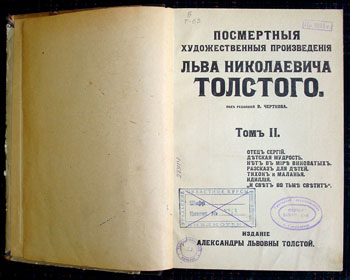 ПОСМЕРТНЫЯ
ХУДОЖЕСТВЕННЫЯ ПРОИЗВЕДЕНІЯ
ЛЬВА НИКОЛАЕВИЧА
ТОЛСТОГО.
ПОДЪ РЕДАКЦІЕЙ В. ЧЕРТКОВА.
ТОМЪ II.
ОТЕЦЪ СЕРГІЙ.
ДѢТСКАЯ МУДРОСТЬ.
НѢТЪ ВЪ МІРѢ ВИНОВАТЫХЪ.
РАЗСКАЗЪ ДЛЯ ДѢТЕЙ.
ТИХОНЪ И МАЛАНЬЯ.
ИДИЛЛІЯ.
„И СВѢТЪ ВО ТЬМѢ СВѢТИТЪ".
Шкафъ
ИЗДАНІЕ
АЛЕКСАНДРЫ ЛЬВОВНЫ ТОЛСТОЙ.